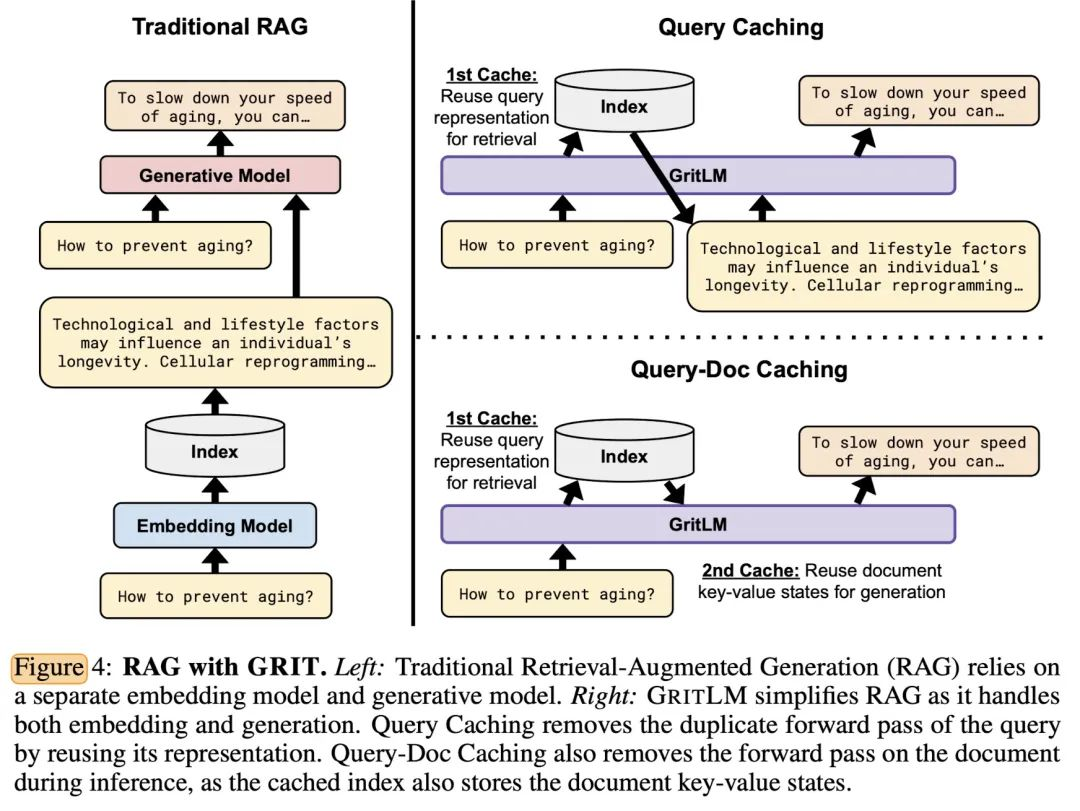 Traditional RAG
To slow down your speed
of aging, you can…
Generative Model
How to prevent aging?
Technological and lifestyle factors
may influence an individual's
longevity. Cellular reprogramming…
Index
Embedding Model
How to prevent aging?
Query Caching
1st Cache:
Reuse query
representation
for retrieval
Index
To slow down your speed
of aging, you can…
GritLM
How to prevent aging?
Technological and lifestyle factors
may influence an individual's
longevity. Cellular reprogramming…
Query-Doc Caching
1st Cache:
Reuse query
representation
for retrieval
Index
To slow down your speed
of aging, you can…
GritLM
How to prevent aging?
2nd Cache: Reuse document
key-value states for generation
Figure 4: RAG with GRIT. Left: Traditional Retrieval-Augmented Generation (RAG) relies on
a separate embedding model and generative model. Right: GRITLM simplifies RAG as it handles
both embedding and generation. Query Caching removes the duplicate forward pass of the query
by reusing its representation. Query-Doc Caching also removes the forward pass on the document
during inference, as the cached index also stores the document key-value states.